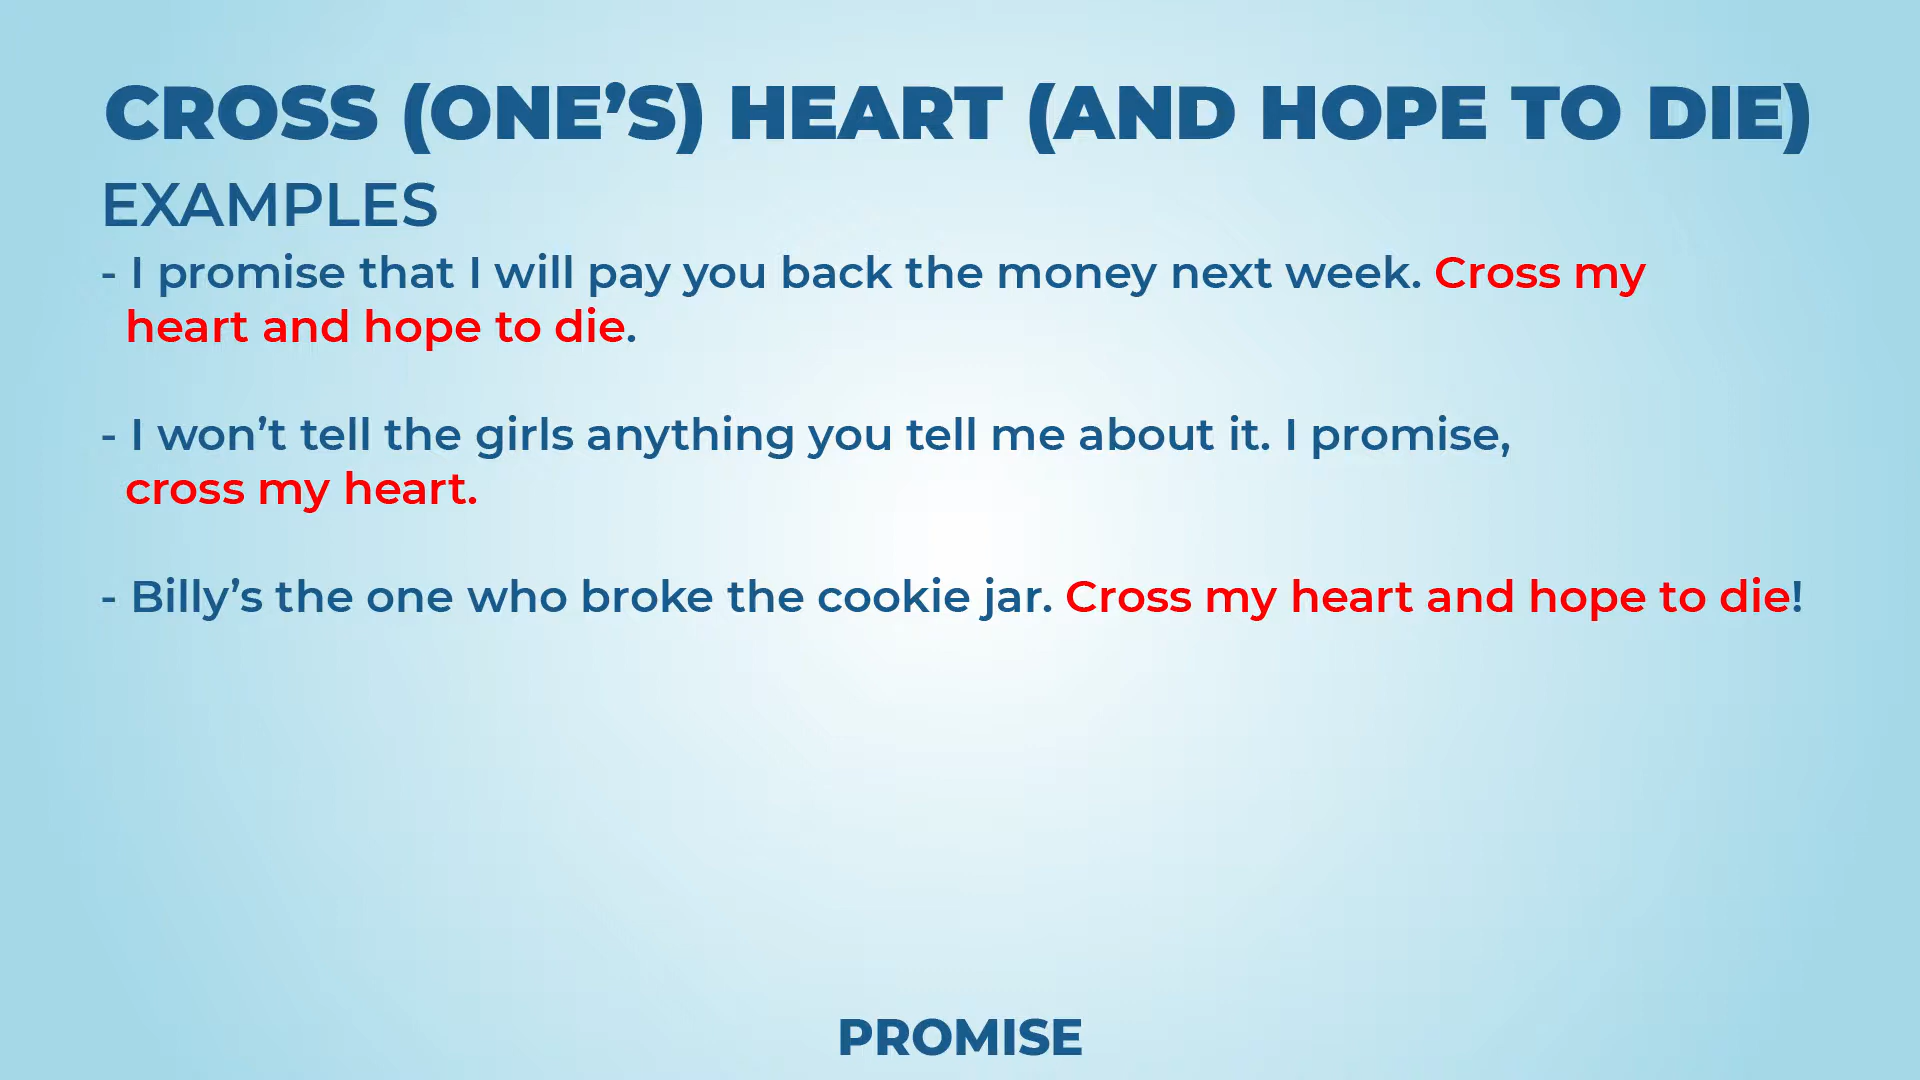 CROSS (ONE’S) HEART (AND HOPE TO DIE)
EXAMPLES
- I promise that I will pay you back the money next week. Cross my
heart and hope to die.
- I won’t tell the girls anything you tell me about it. I promise,
cross my heart.
- Billy’s the one who broke the cookie jar. Cross my heart and hope to die!
PROMISE